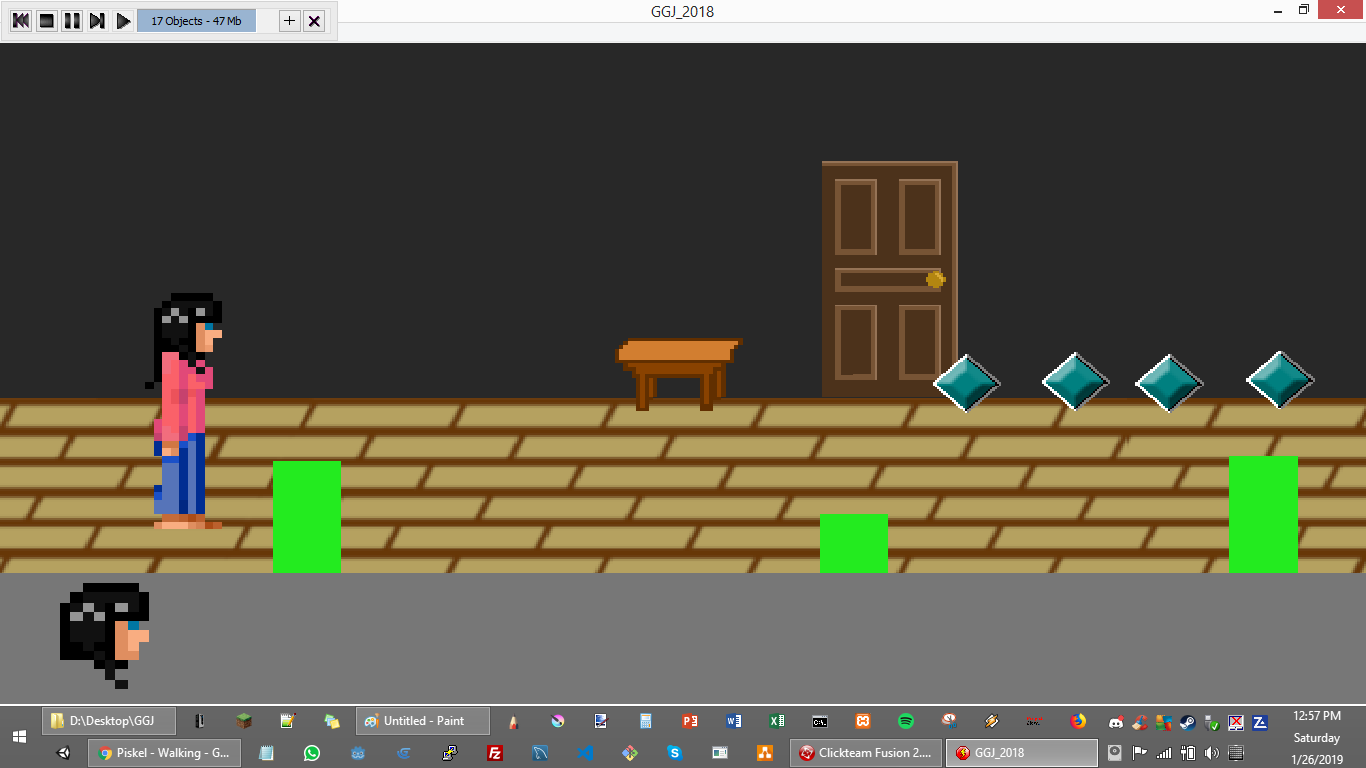 17 Objects - 47 Mb
GGJ_2018
D:\Desktop\GGJ
Untitled - Paint
12:57 PM
Saturday
1/26/2019
Piskel - Walking - G...
Clickteam Fusion 2....
GGJ_2018